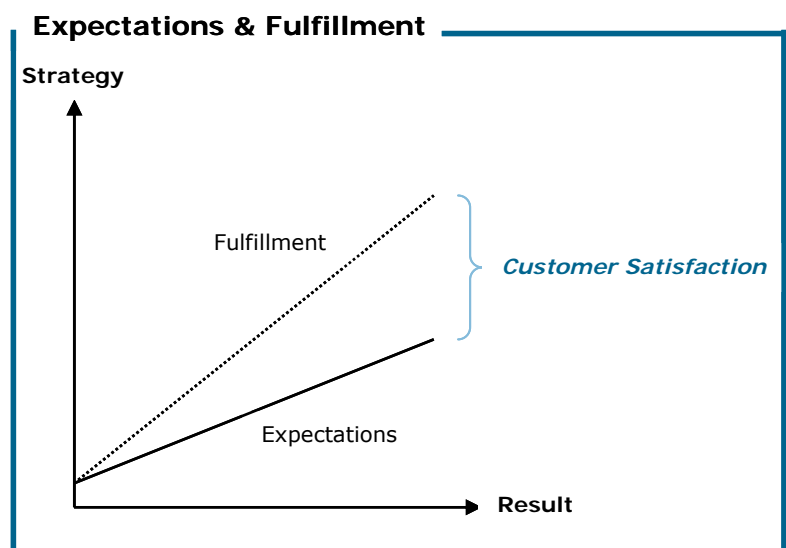 Expectations & Fulfillment
Strategy
Fulfillment
Customer Satisfaction
Expectations
Result